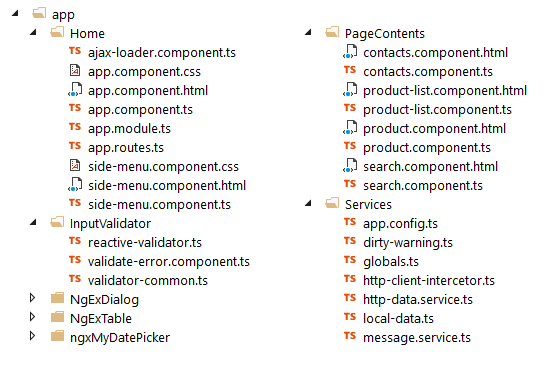 app
Home
TS ajax-loader.component.ts
app.component.css
app.component.html
TS app.component.ts
TS app.module.ts
TS app.routes.ts
side-menu.component.css
side-menu.component.html
TS side-menu.component.ts
InputValidator
TS reactive-validator.ts
TS validate-error.component.ts
TS validator-common.ts
NgExDialog
NgExTable
ngxMyDatePicker
PageContents
contacts.component.html
TS contacts.component.ts
product-list.component.html
TS product-list.component.ts
product.component.html
TS product.component.ts
search.component.html
TS search.component.ts
Services
TS app.config.ts
TS dirty-warning.ts
TS globals.ts
TS http-client-intercetor.ts
TS http-data.service.ts
TS local-data.ts
TS message.service.ts